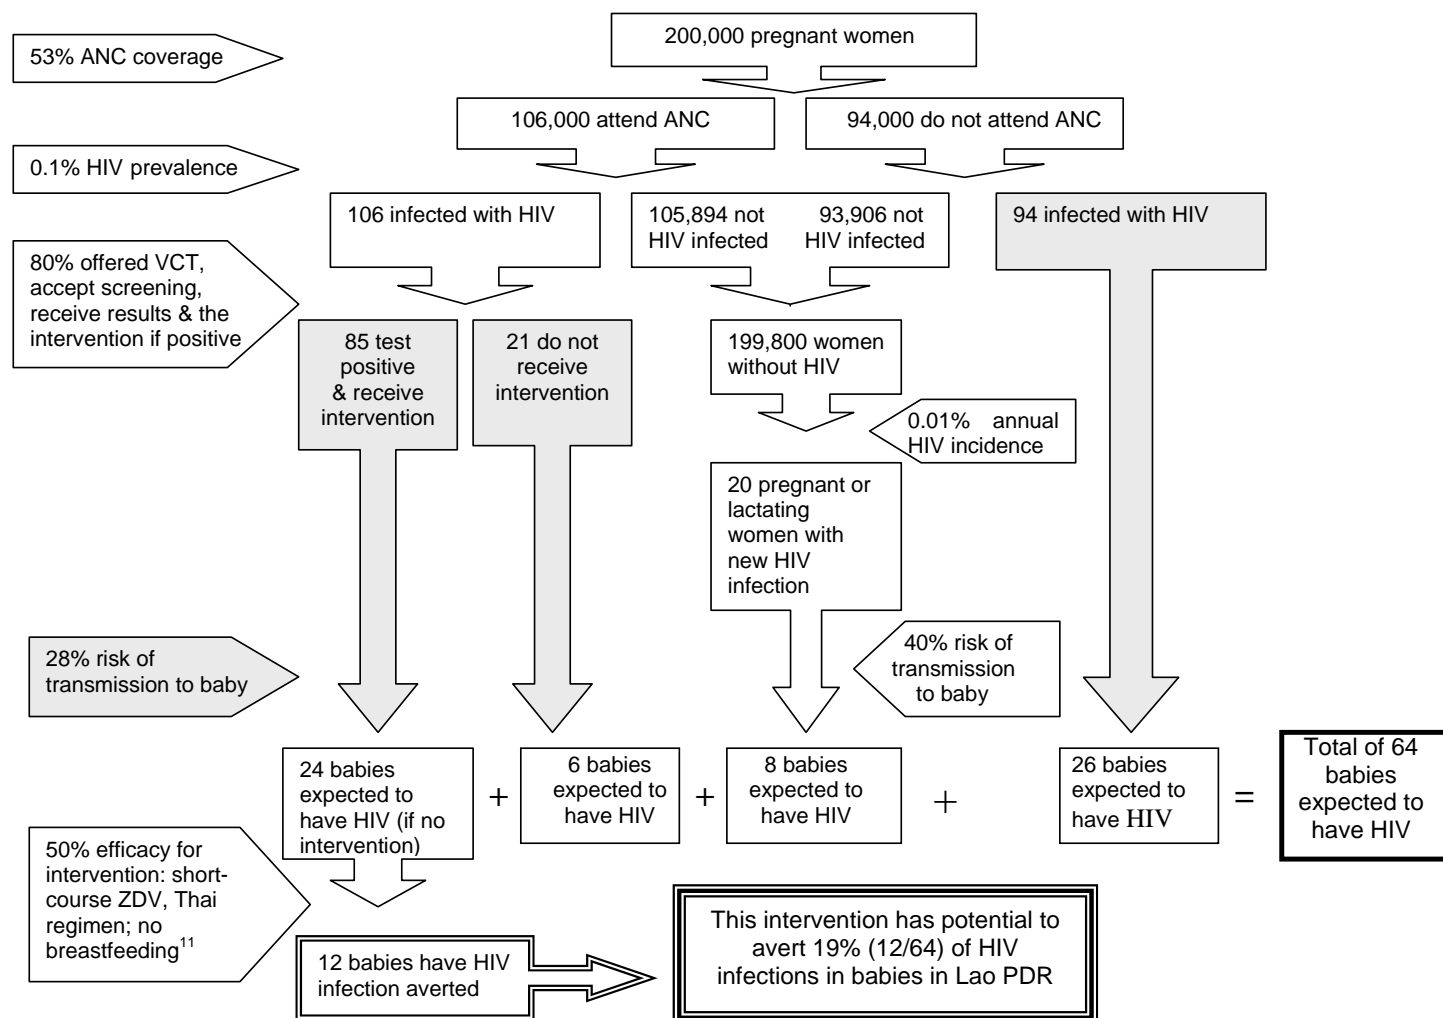 200,000 pregnant women
53% ANC coverage
106,000 attend ANC
94,000 do not attend ANC
0.1% HIV prevalence
106 infected with HIV
105,894 not
HIV infected
93,906 not
HIV infected
94 infected with HIV
80% offered VCT,
accept screening,
receive results & the
intervention if positive
85 test
positive
& receive
intervention
21 do not
receive
intervention
199,800 women
without HIV
0.01% annual
HIV incidence
20 pregnant or
lactating
women with
new HIV
infection
28% risk of
transmission to baby
40% risk of
transmission
to baby
24 babies
expected to
have HIV (if no
intervention)
+
6 babies
expected to
have HIV
+
8 babies
expected to
have HIV
+
26 babies
expected to
have HIV
=
Total of 64
babies
expected to
have HIV
50% efficacy for
intervention: short-
course ZDV, Thai
regimen; no
breastfeeding11
12 babies have HIV
infection averted
This intervention has potential to
avert 19% (12/64) of HIV
infections in babies in Lao PDR